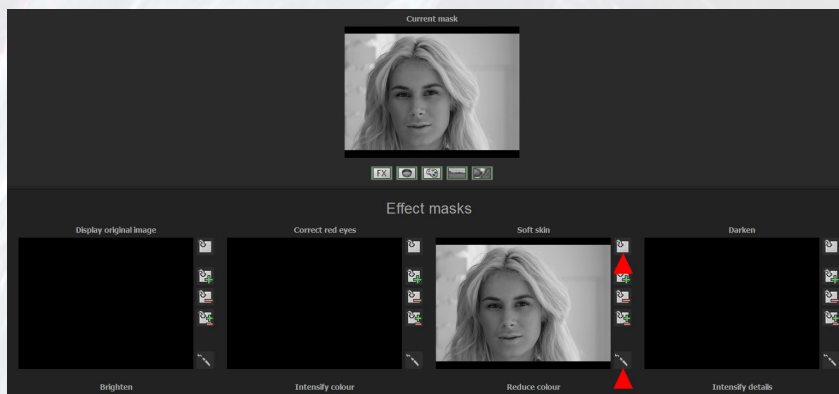 Current mask
FX
Effect masks
Display original image
Correct red eyes
Soft skin
Darken
Brighten
Intensify colour
Reduce colour
Intensify details